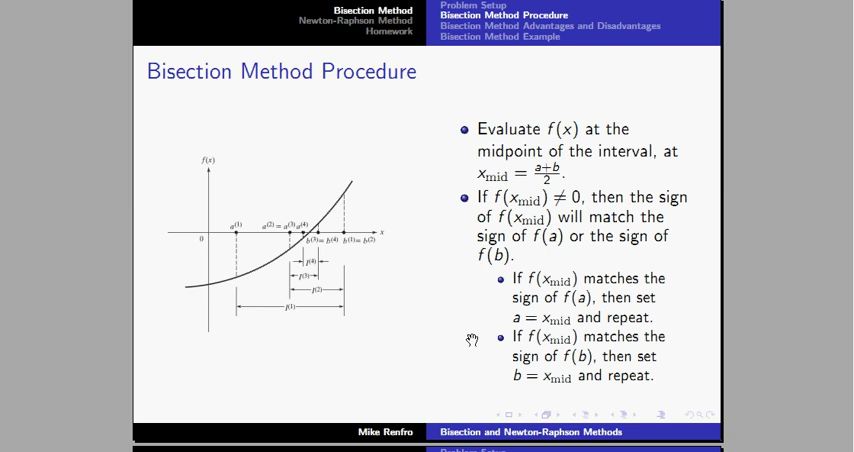 Bisection Method
Newton-Raphson Method
Homework
Problem Setup
Bisection Method Procedure
Bisection Method Advantages and Disadvantages
Bisection Method Example
Bisection Method Procedure
f(x)
a(1)
a(2) = a(3) a(4)
x
0
b(3) = b(4) b(1) = b(2)
I(4)
I(3)
I(2)
I(1)
Evaluate f(x) at the
midpoint of the interval, at
xmid = a+b/2.
If f(xmid) ≠ 0, then the sign
of f(xmid) will match the
sign of f(a) or the sign of
f(b).
If f(xmid) matches the
sign of f(a), then set
a = xmid and repeat.
If f(xmid) matches the
sign of f(b), then set
b = xmid and repeat.
Mike Renfro
Bisection and Newton-Raphson Methods
Problem Setup